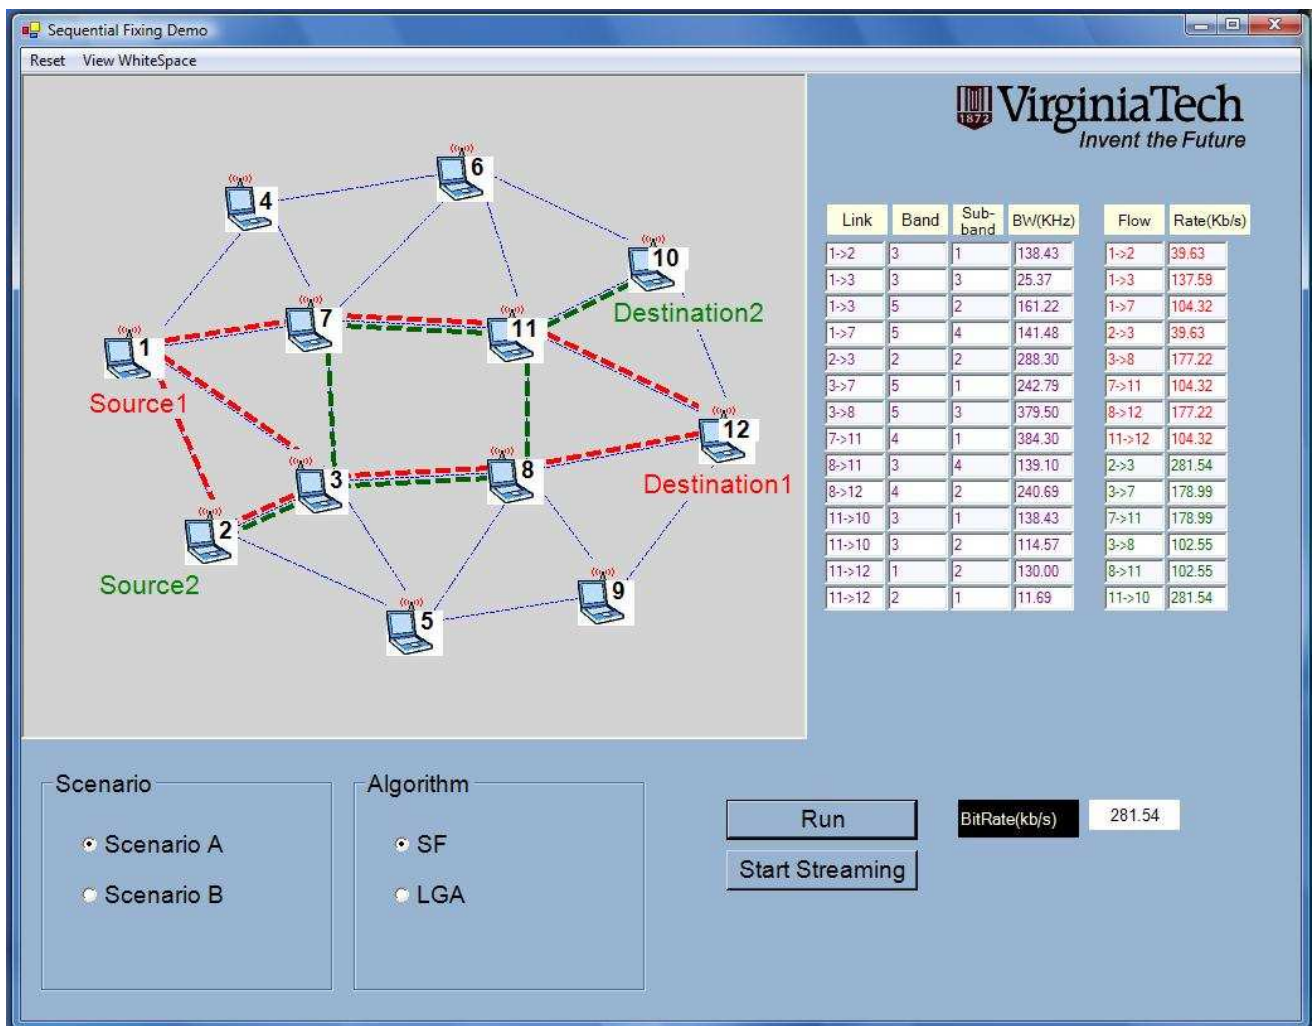 Sequential Fixing Demo
Reset View WhiteSpace
1872
VirginiaTech
Invent the Future
6
4
10
Destination2
7
11
1
Source1
12
Destination1
3
8
2
Source2
9
5
Link Band Sub-band BW(KHz)
1->2 3 1 138.43
1->3 3 3 25.37
1->3 5 2 161.22
1->7 5 4 141.48
2->3 2 2 288.30
3->7 5 1 242.79
3->8 5 3 379.50
7->11 4 1 384.30
8->11 3 4 139.10
8->12 4 2 240.69
11->10 3 1 138.43
11->10 3 2 114.57
11->12 1 2 130.00
11->12 2 1 11.69
Flow Rate(Kb/s)
1->2 39.63
1->3 137.59
1->7 104.32
2->3 39.63
3->8 177.22
7->11 104.32
8->12 177.22
11->12 104.32
2->3 281.54
3->7 178.99
7->11 178.99
3->8 102.55
8->11 102.55
11->10 281.54
Scenario
Scenario A
Scenario B
Algorithm
SF
LGA
Run
Start Streaming
BitRate(kb/s) 281.54